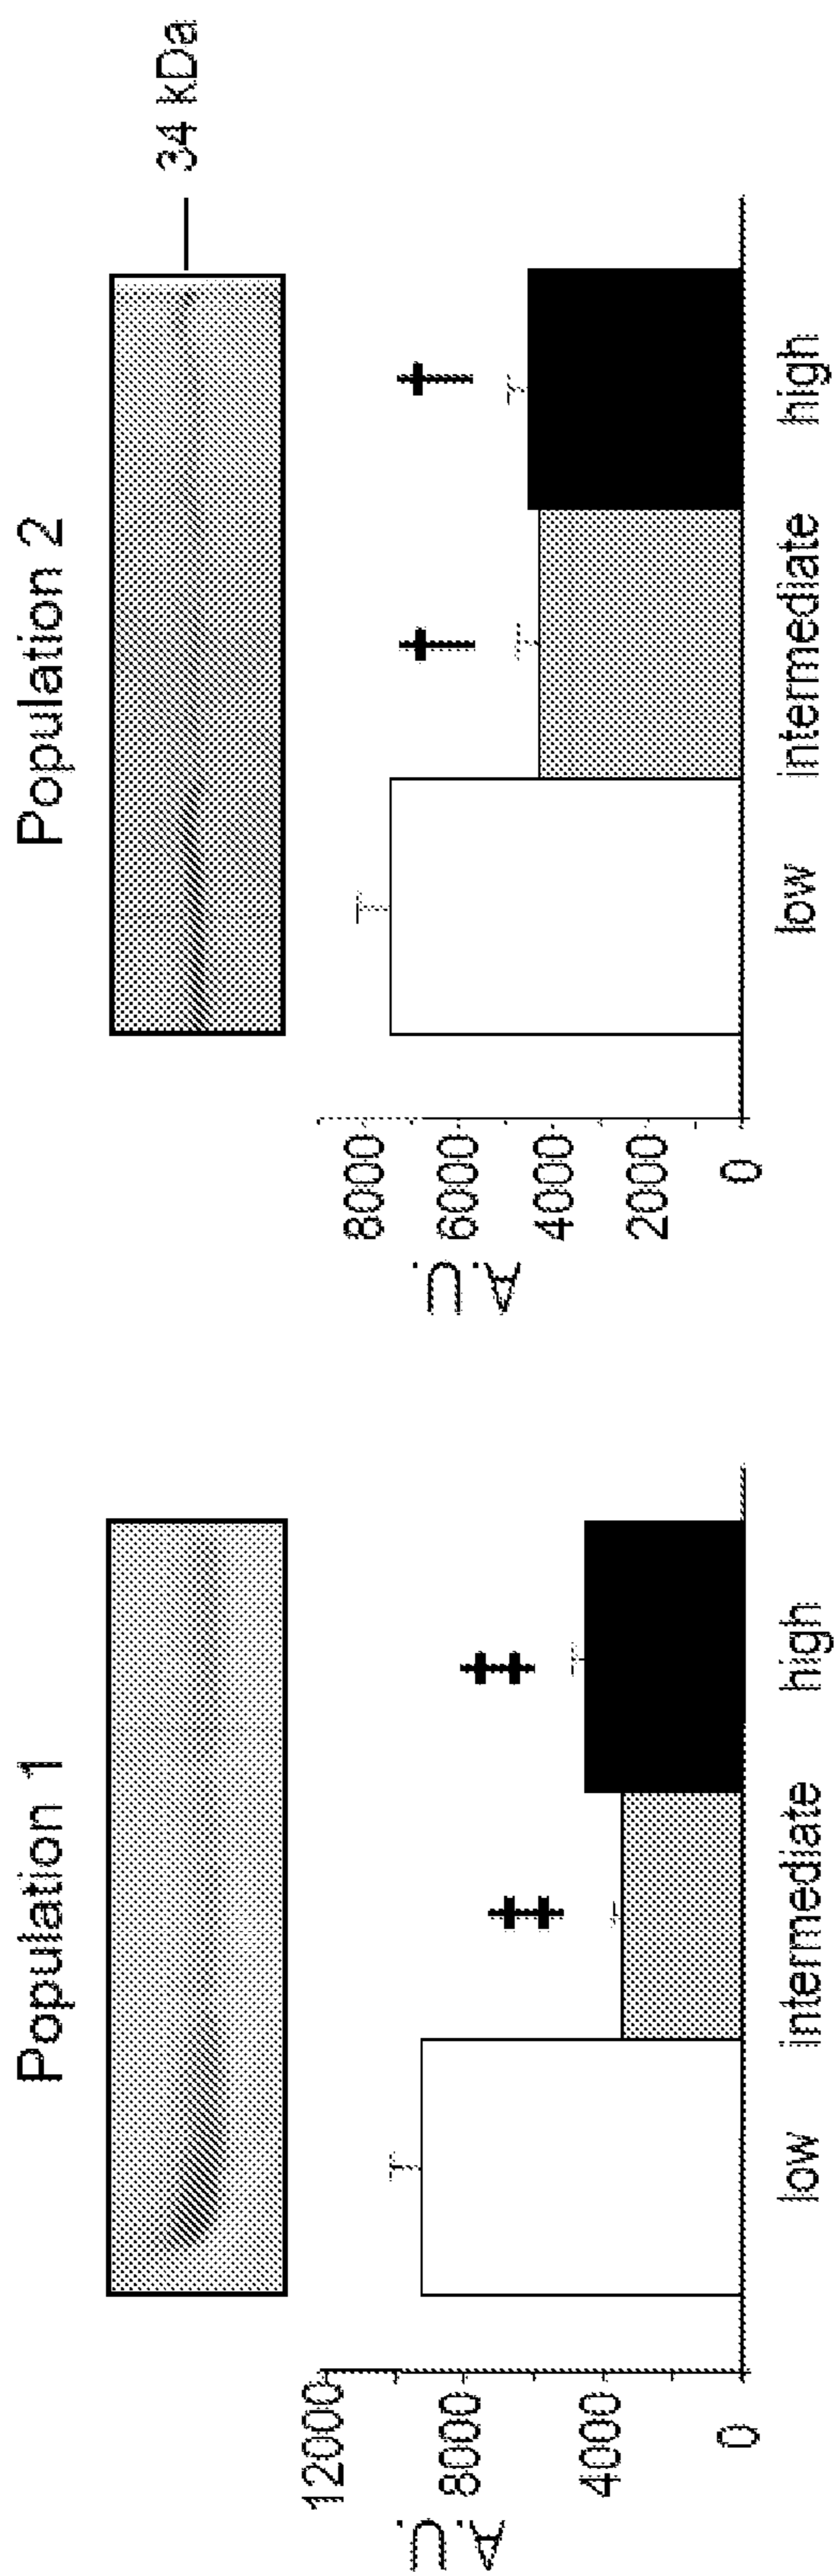 Population 1
A.U.
12000
8000
4000
0
low intermediate high
‡ ‡
Population 2
34 kDa
A.U.
8000
6000
4000
2000
0
low intermediate high
† †